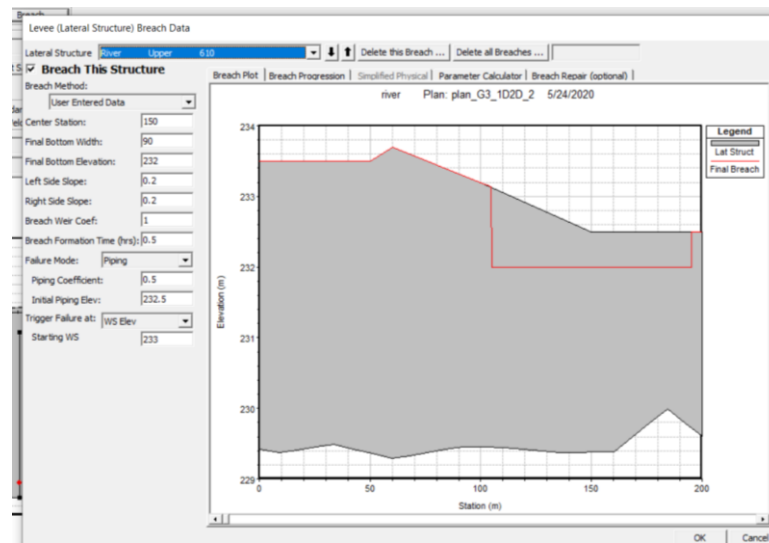 Breach
Levee (Lateral Structure) Breach Data
Lateral Structure River Upper 610 Delete this Breach ... Delete all Breaches ...
Breach This Structure
Breach Method:
User Entered Data
Center Station: 150
Final Bottom Width: 90
Final Bottom Elevation: 232
Left Side Slope: 0.2
Right Side Slope: 0.2
Breach Weir Coef: 1
Breach Formation Time (hrs): 0.5
Failure Mode: Piping
Piping Coefficient: 0.5
Initial Piping Elev: 232.5
Trigger Failure at: WS Elev
Starting WS 233
Breach Plot Breach Progression Simplified Physical Parameter Calculator Breach Repair (optional)
river Plan: plan_G3_1D2D_2 5/24/2020
234
233
232
231
230
229
Elevation (m)
0 50 100 150 200
Station (m)
Legend
Lat Struct
Final Breach
OK Cancel